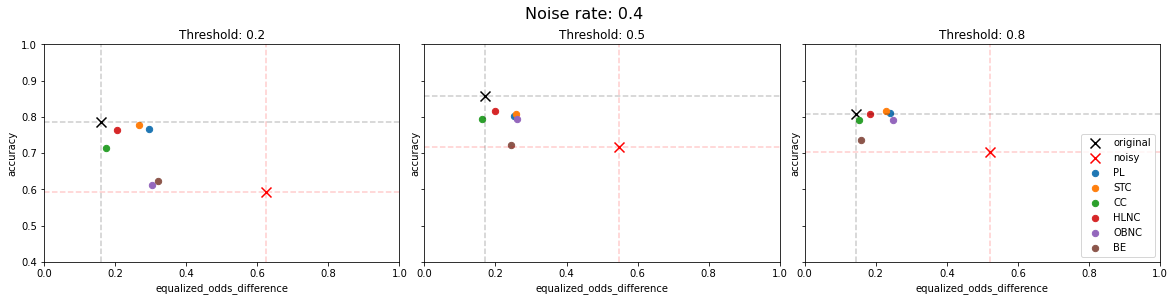 Noise rate: 0.4
Threshold: 0.2
1.0
0.9
0.8
0.7
0.6
0.5
0.4
accuracy
0.0
0.2
0.4
0.6
0.8
1.0
equalized_odds_difference
Threshold: 0.5
accuracy
0.0
0.2
0.4
0.6
0.8
1.0
equalized_odds_difference
Threshold: 0.8
accuracy
0.0
0.2
0.4
0.6
0.8
1.0
equalized_odds_difference
original
noisy
PL
STC
CC
HLNC
OBNC
BE